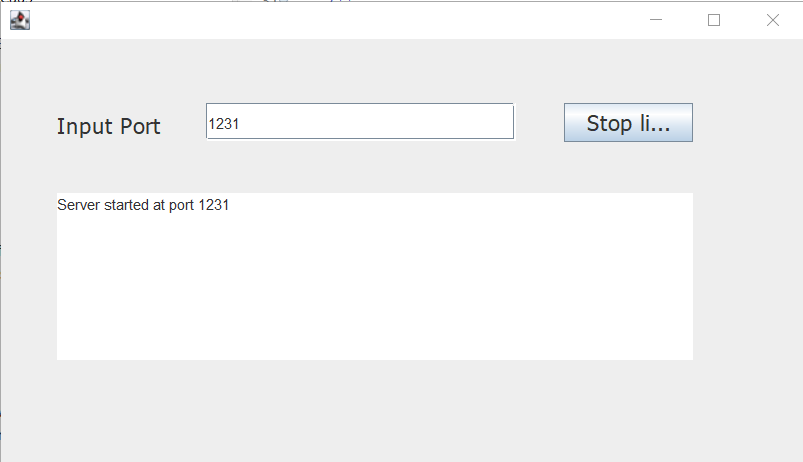 Input Port
1231
Stop li...
Server started at port 1231